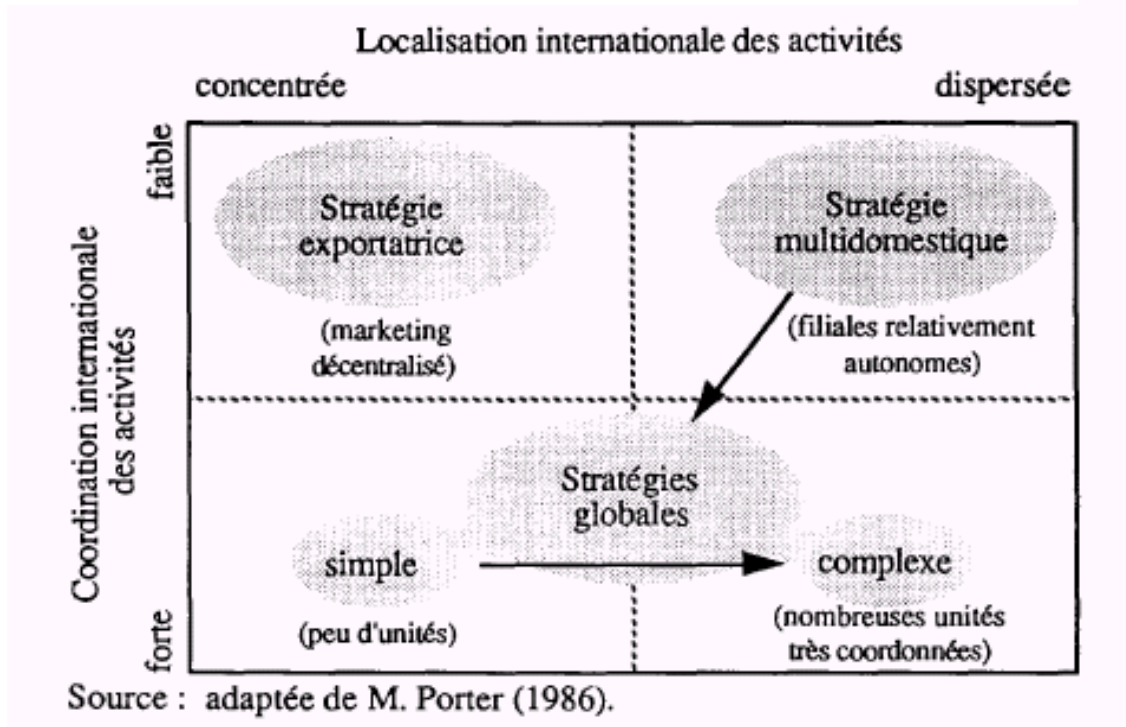 Localisation internationale des activités
concentrée
dispersée
faible
Coordination internationale
des activités
forte
Stratégie
exportatrice
(marketing
décentralisé)
Stratégie
multidomestique
(filiales relativement
autonomes)
Stratégies
globales
simple
(peu d'unités)
complexe
(nombreuses unités
très coordonnées)
Source : adaptée de M. Porter (1986).